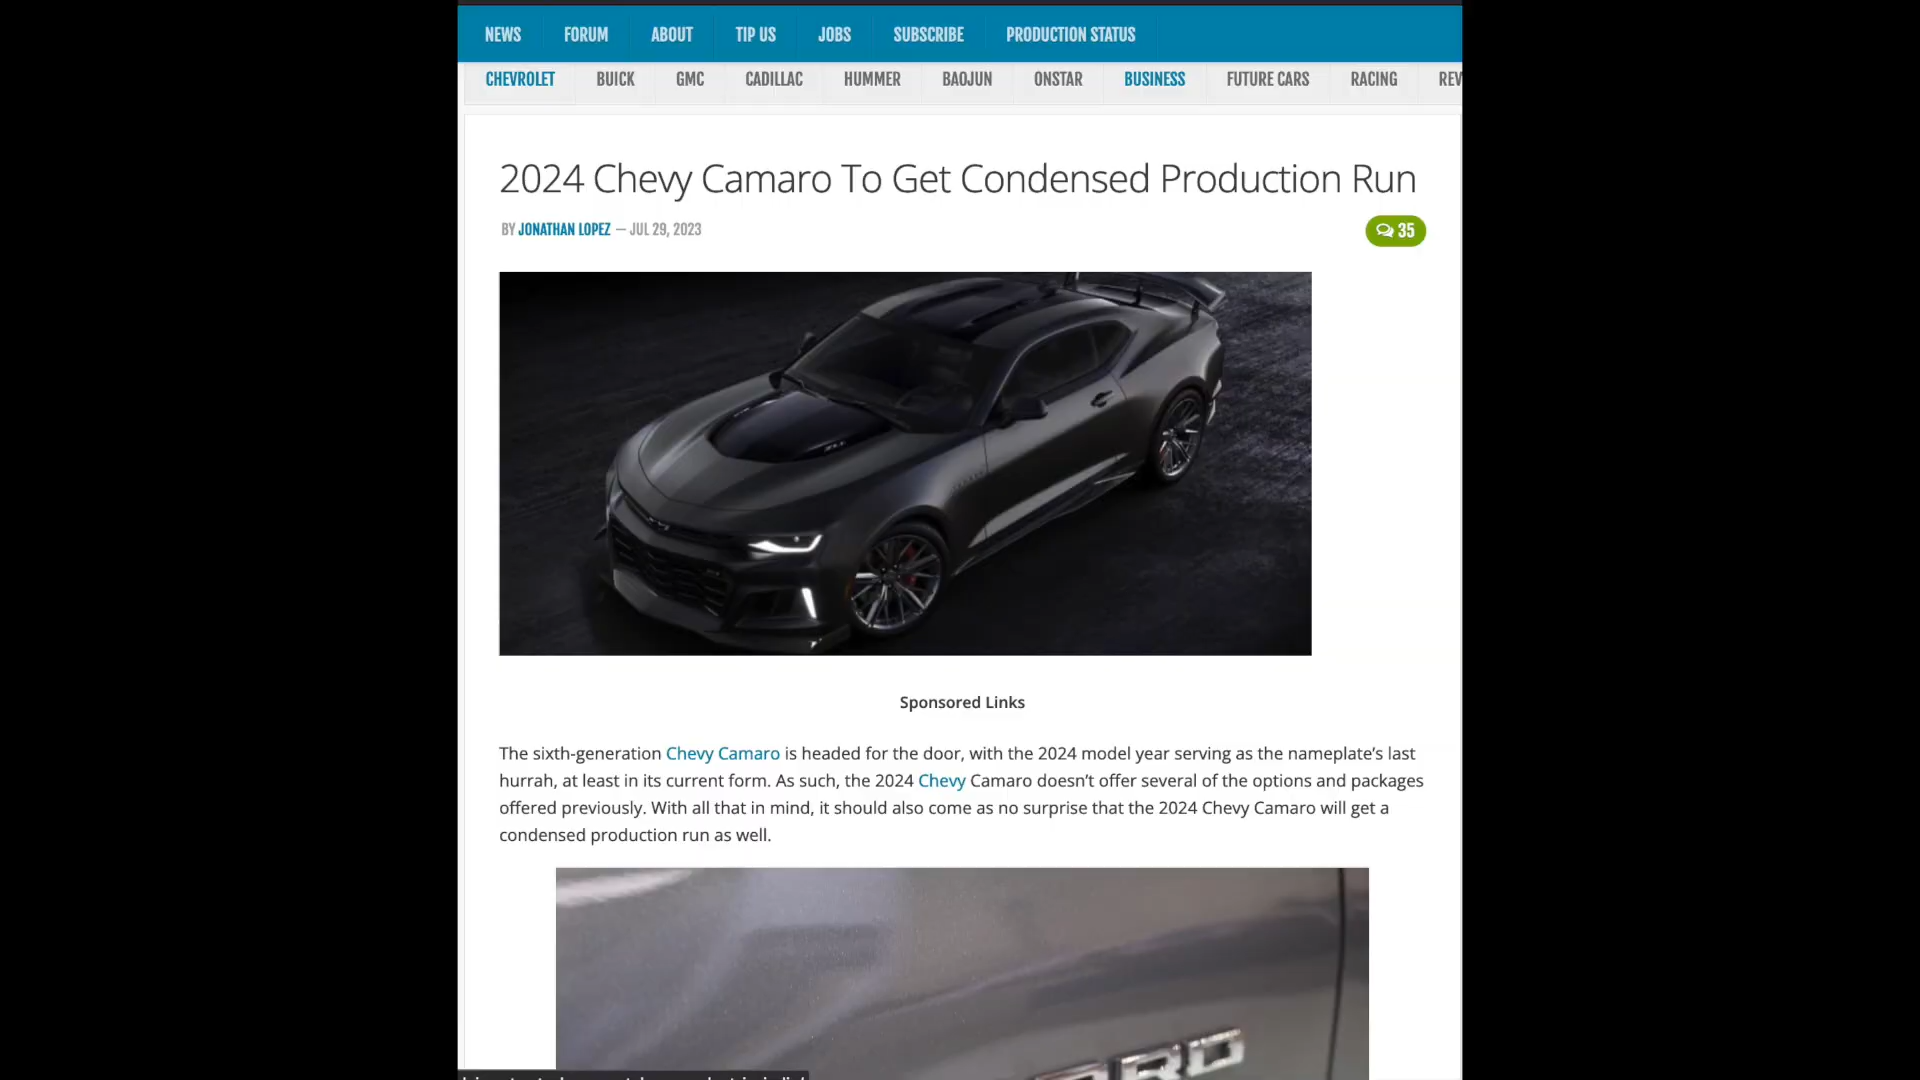 NEWS FORUM ABOUT TIP US JOBS SUBSCRIBE PRODUCTION STATUS
CHEVROLET BUICK GMC CADILLAC HUMMER BAOJUN ONSTAR BUSINESS FUTURE CARS RACING REV
2024 Chevy Camaro To Get Condensed Production Run
BY JONATHAN LOPEZ — JUL 29, 2023
35
Sponsored Links
The sixth-generation Chevy Camaro is headed for the door, with the 2024 model year serving as the nameplate’s last
hurrah, at least in its current form. As such, the 2024 Chevy Camaro doesn’t offer several of the options and packages
offered previously. With all that in mind, it should also come as no surprise that the 2024 Chevy Camaro will get a
condensed production run as well.